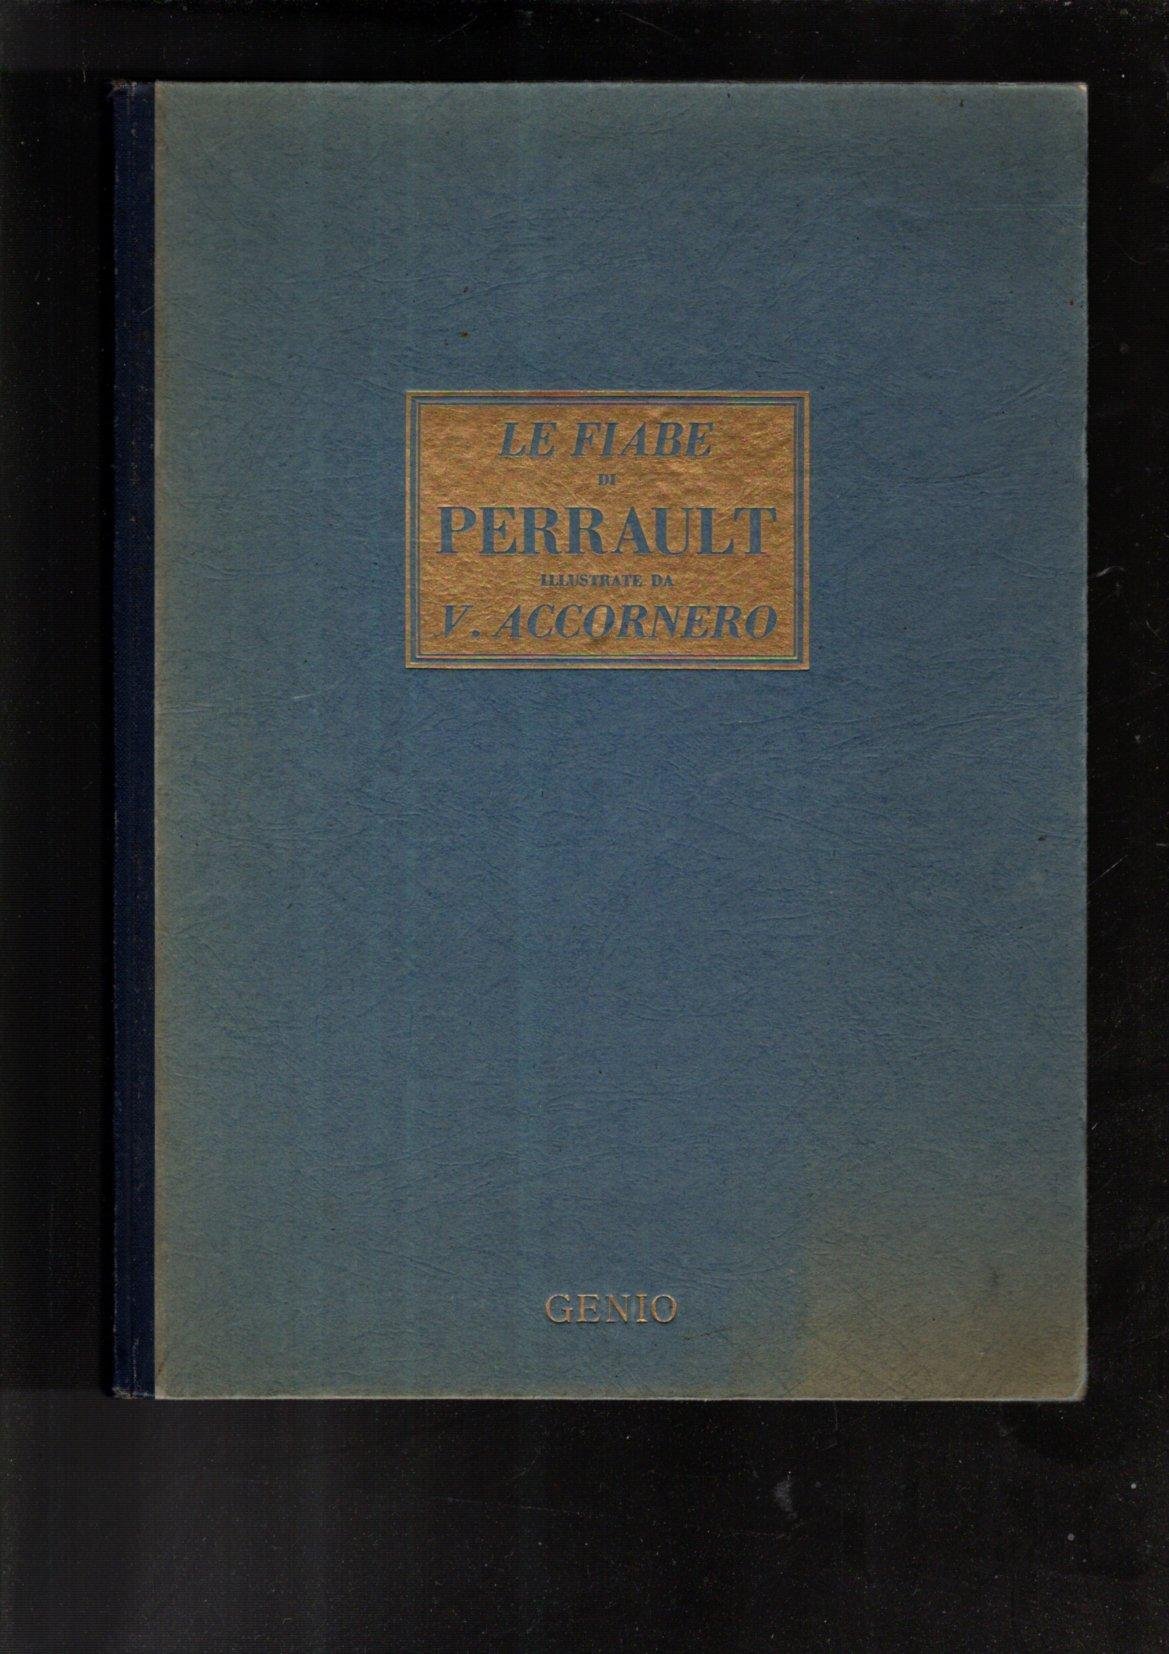 LE FIABE
DI
PERRAULT
ILLUSTRATE DA
V. ACCORNERO
GENIO